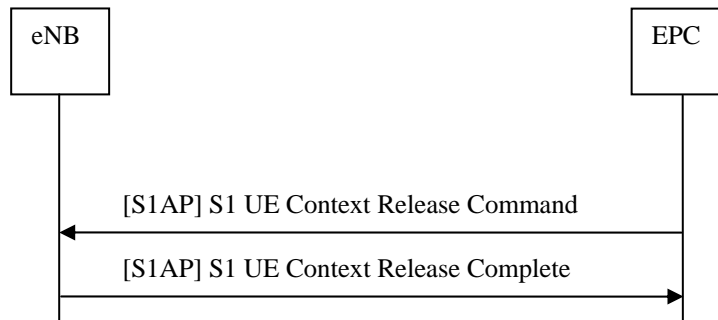 eNB
EPC
[S1AP] S1 UE Context Release Command
[S1AP] S1 UE Context Release Complete